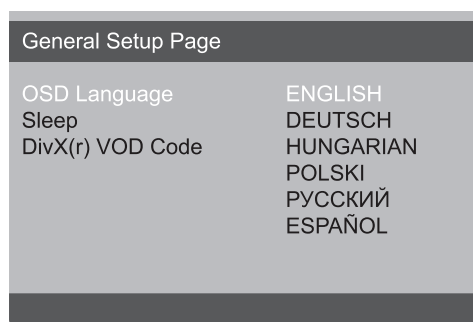 General Setup Page
OSD Language
Sleep
DivX(r) VOD Code
ENGLISH
DEUTSCH
HUNGARIAN
POLSKI
РУССКИЙ
ESPAÑOL